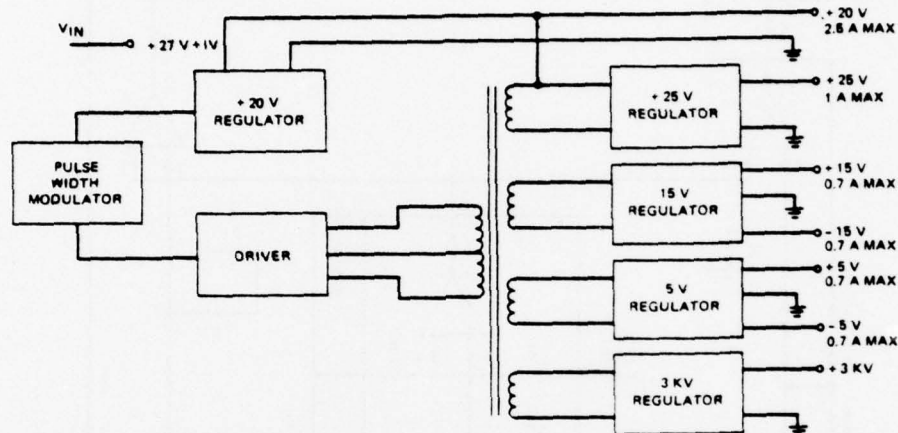 + 20 V
2.5 A MAX
VIN
+ 27 V + IV
+ 20 V
REGULATOR
+ 25 V
REGULATOR
+ 25 V
1 A MAX
PULSE
WIDTH
MODULATOR
15 V
REGULATOR
+ 15 V
0.7 A MAX
- 15 V
0.7 A MAX
DRIVER
5 V
REGULATOR
+ 5 V
0.7 A MAX
- 5 V
0.7 A MAX
3 KV
REGULATOR
+ 3 KV